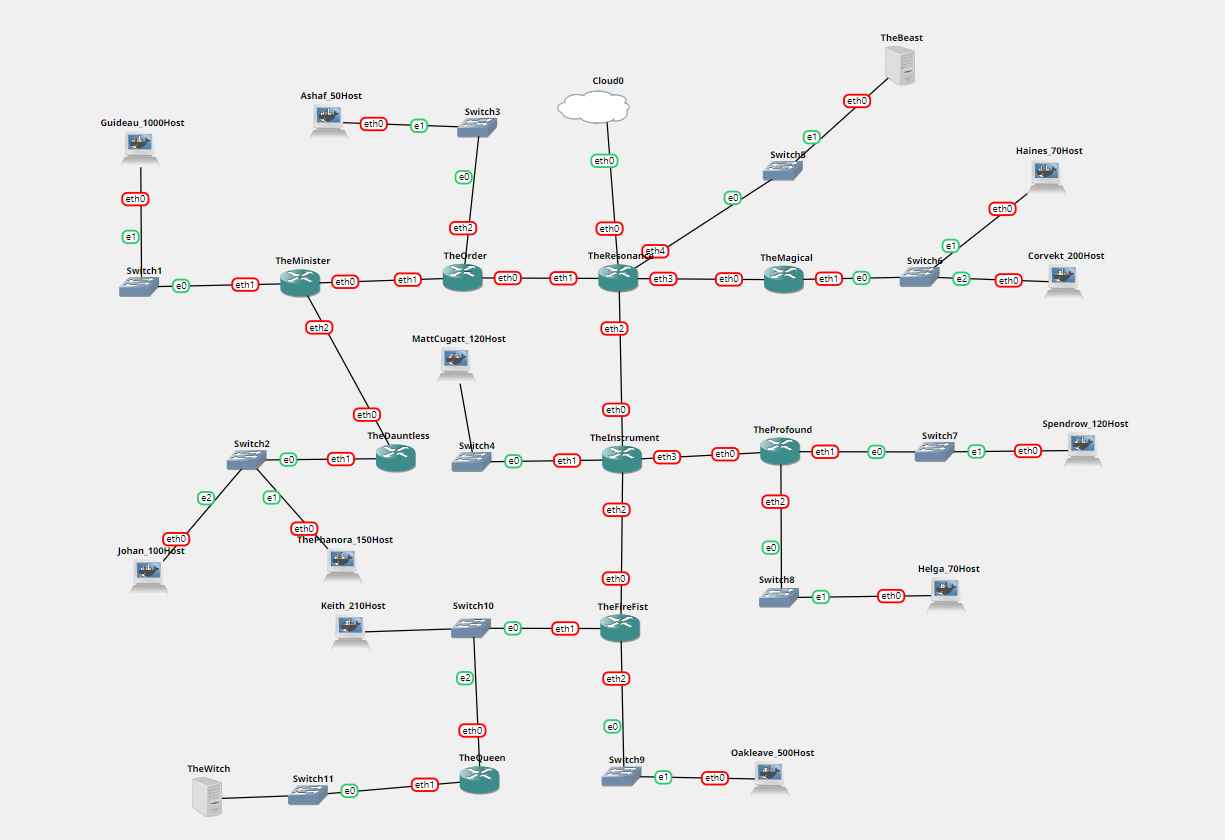 TheBeast
Cloud0
Ashaf_50Host
eth0
e1
Switch3
eth0
e1
Guideau_1000Host
eth0
e1
Switch5
Haines_70Host
e0
eth0
e0
eth0
eth2
eth0
eth4
e1
Switch1
e0
eth1
TheMinister
eth0
eth1
TheOrder
eth0
eth1
TheResonance
eth3
eth0
TheMagical
eth1
e0
Switch6
e1
e2
eth0
Corvekt_200Host
eth2
eth2
MattCugatt_120Host
eth0
eth0
TheDauntless
Switch2
e0
eth1
Switch4
e0
eth1
TheInstrument
eth3
eth0
TheProfound
eth1
e0
Switch7
e1
eth0
Spendrow_120Host
e2
e1
eth2
eth2
eth0
eth0
Johan_100Host
ThePhanora_150Host
e0
eth0
Switch8
e1
eth0
Helga_70Host
Keith_210Host
Switch10
e0
eth1
TheFireFist
e2
eth2
eth0
e0
TheWitch
Switch11
e0
eth1
TheQueen
Switch9
e1
eth0
Oakleave_500Host